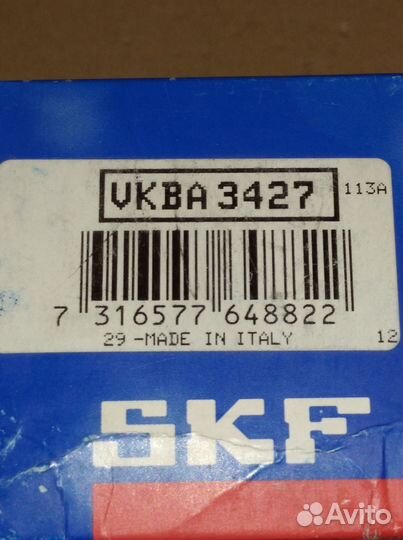 VKBA 3427
113A
7 316577 648822
29 -MADE IN ITALY
12
SKF
Avito